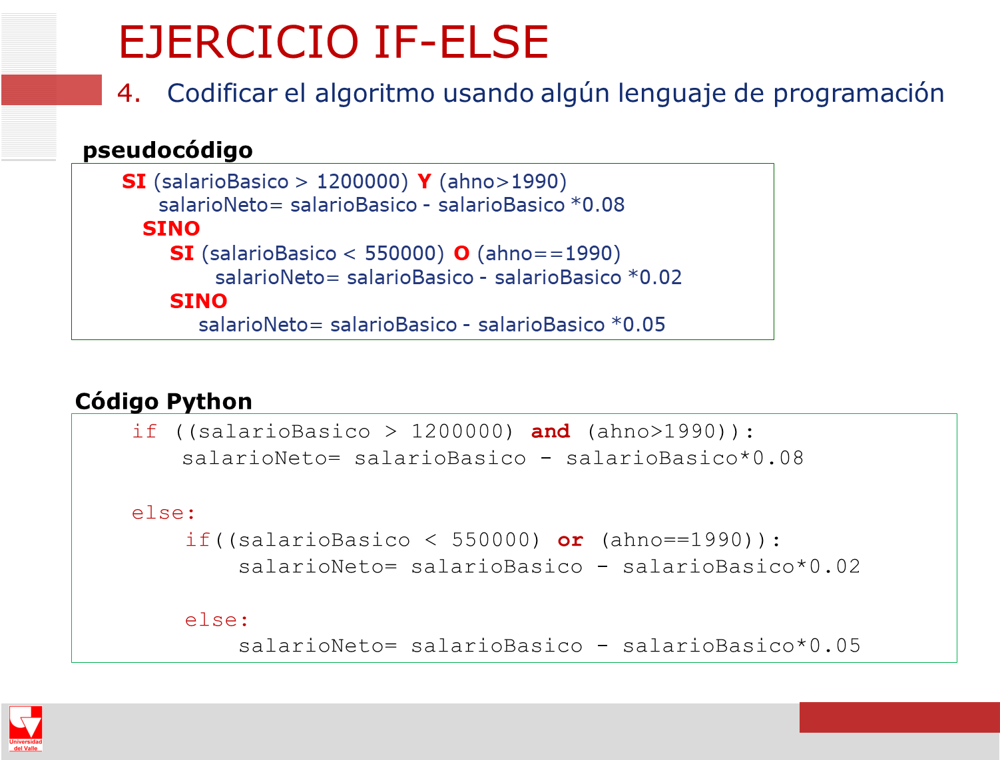 EJERCICIO IF-ELSE
4. Codificar el algoritmo usando algún lenguaje de programación
pseudocódigo
SI (salarioBasico > 1200000) Y (ahno>1990)
salarioNeto= salarioBasico - salarioBasico *0.08
SINO
SI (salarioBasico < 550000) O (ahno==1990)
salarioNeto= salarioBasico - salarioBasico *0.02
SINO
salarioNeto= salarioBasico - salarioBasico *0.05
Código Python
if ((salarioBasico > 1200000) and (ahno>1990)):
salarioNeto= salarioBasico - salarioBasico*0.08
else:
if((salarioBasico < 550000) or (ahno==1990)):
salarioNeto= salarioBasico - salarioBasico*0.02
else:
salarioNeto= salarioBasico - salarioBasico*0.05
Universidad
del Valle